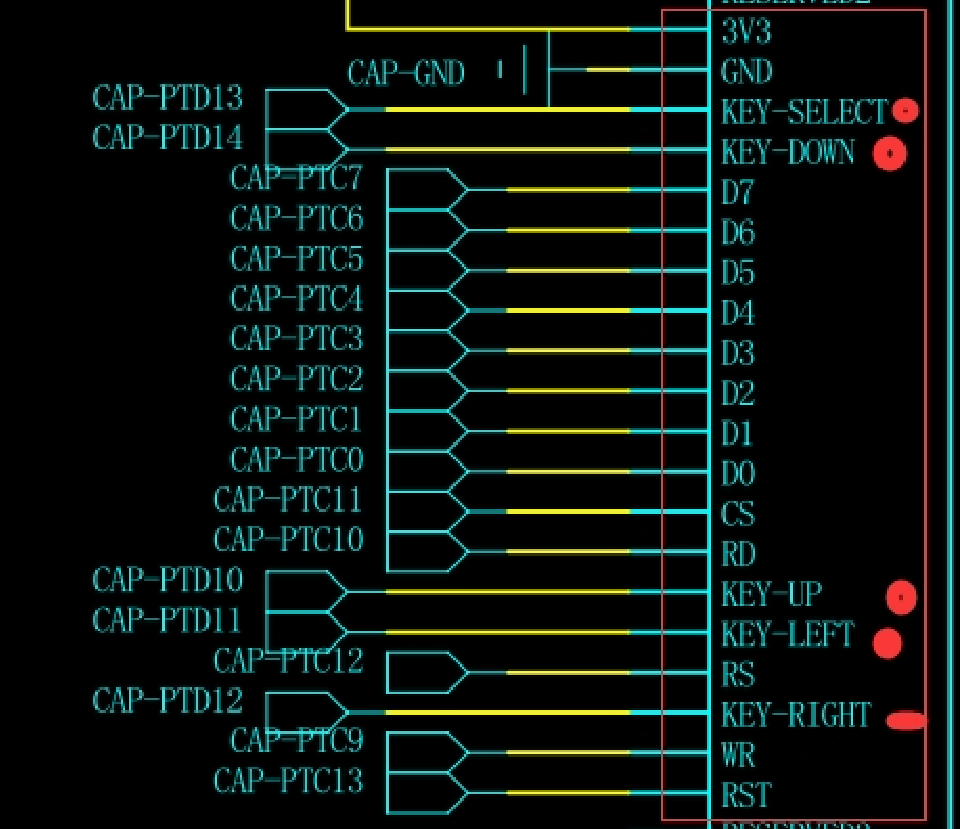 3V3
CAP-GND GND
CAP-PTD13 KEY-SELECT
CAP-PTD14 KEY-DOWN
CAP-PTC7 D7
CAP-PTC6 D6
CAP-PTC5 D5
CAP-PTC4 D4
CAP-PTC3 D3
CAP-PTC2 D2
CAP-PTC1 D1
CAP-PTC0 D0
CAP-PTC11 CS
CAP-PTC10 RD
CAP-PTD10 KEY-UP
CAP-PTD11 KEY-LEFT
CAP-PTC12 RS
CAP-PTD12 KEY-RIGHT
CAP-PTC9 WR
CAP-PTC13 RST